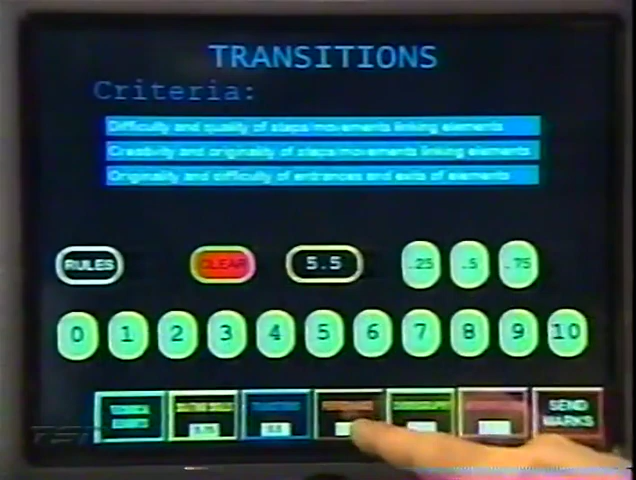 TRANSITIONS
Criteria:
Difficulty and quality of steps movements linking elements
Creativity and originality of steps movements linking elements
Originality and difficulty of entrances and exits of elements
RULES CLEAR 5.5 .25 .5 .75
0 1 2 3 4 5 6 7 8 9 10
SEND
MARKS
TSN